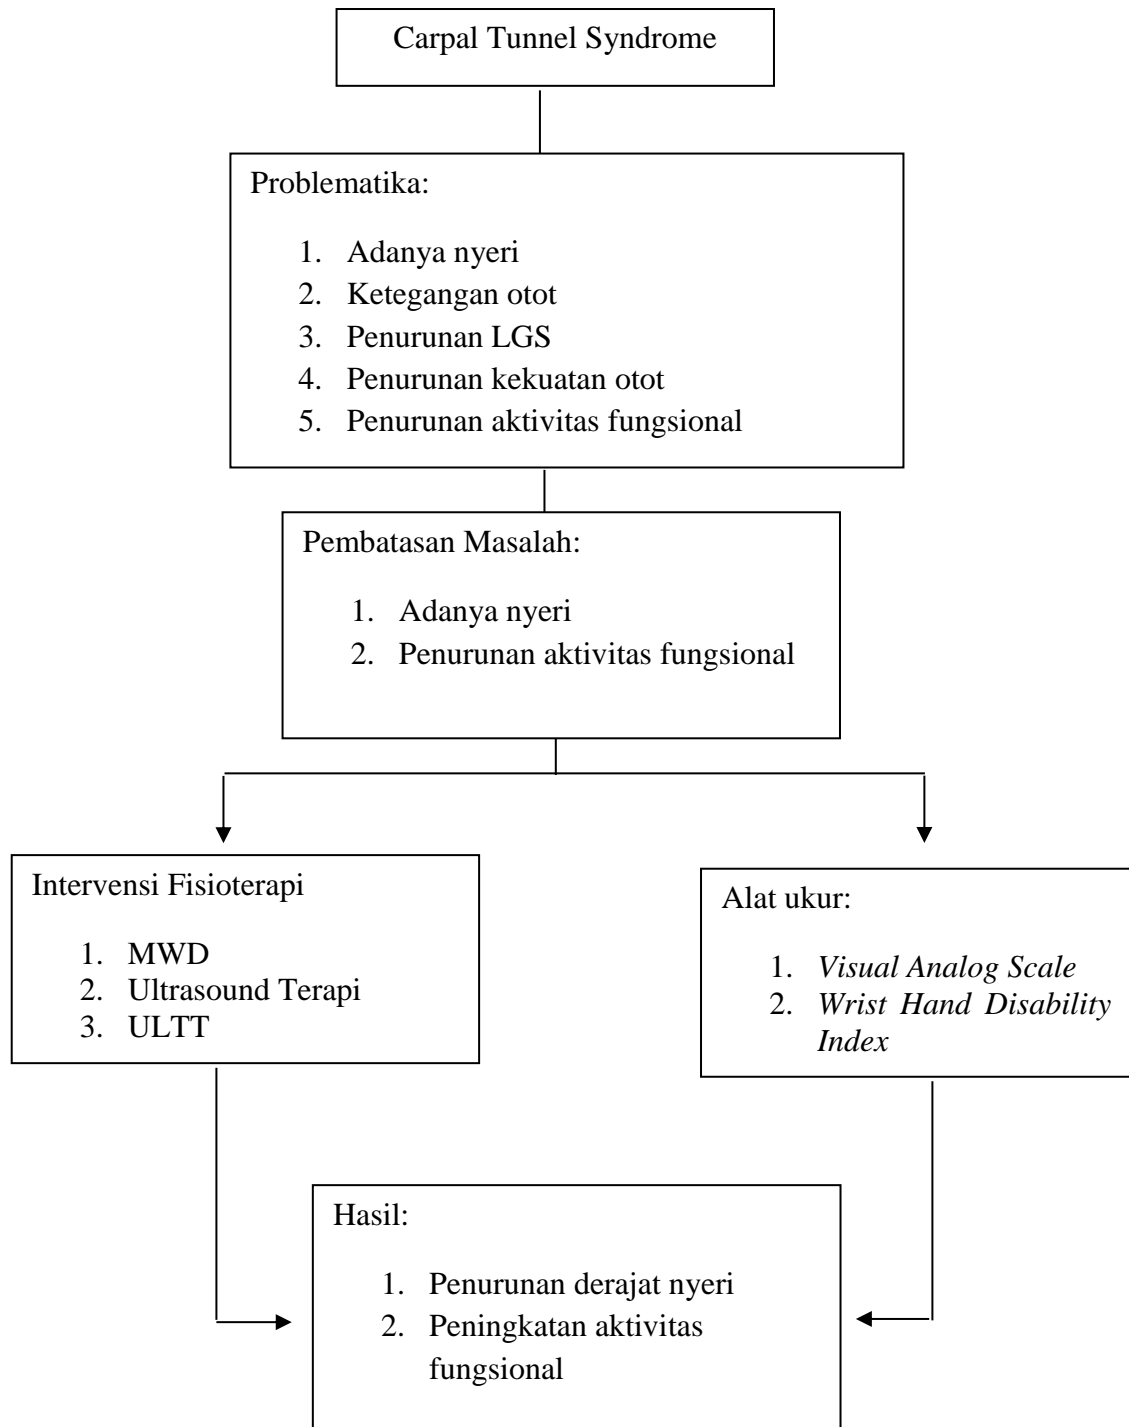 Carpal Tunnel Syndrome
Problematika:
1. Adanya nyeri
2. Ketegangan otot
3. Penurunan LGS
4. Penurunan kekuatan otot
5. Penurunan aktivitas fungsional
Pembatasan Masalah:
1. Adanya nyeri
2. Penurunan aktivitas fungsional
Intervensi Fisioterapi
1. MWD
2. Ultrasound Terapi
3. ULTT
Alat ukur:
1. Visual Analog Scale
2. Wrist Hand Disability
Index
Hasil:
1. Penurunan derajat nyeri
2. Peningkatan aktivitas
fungsional